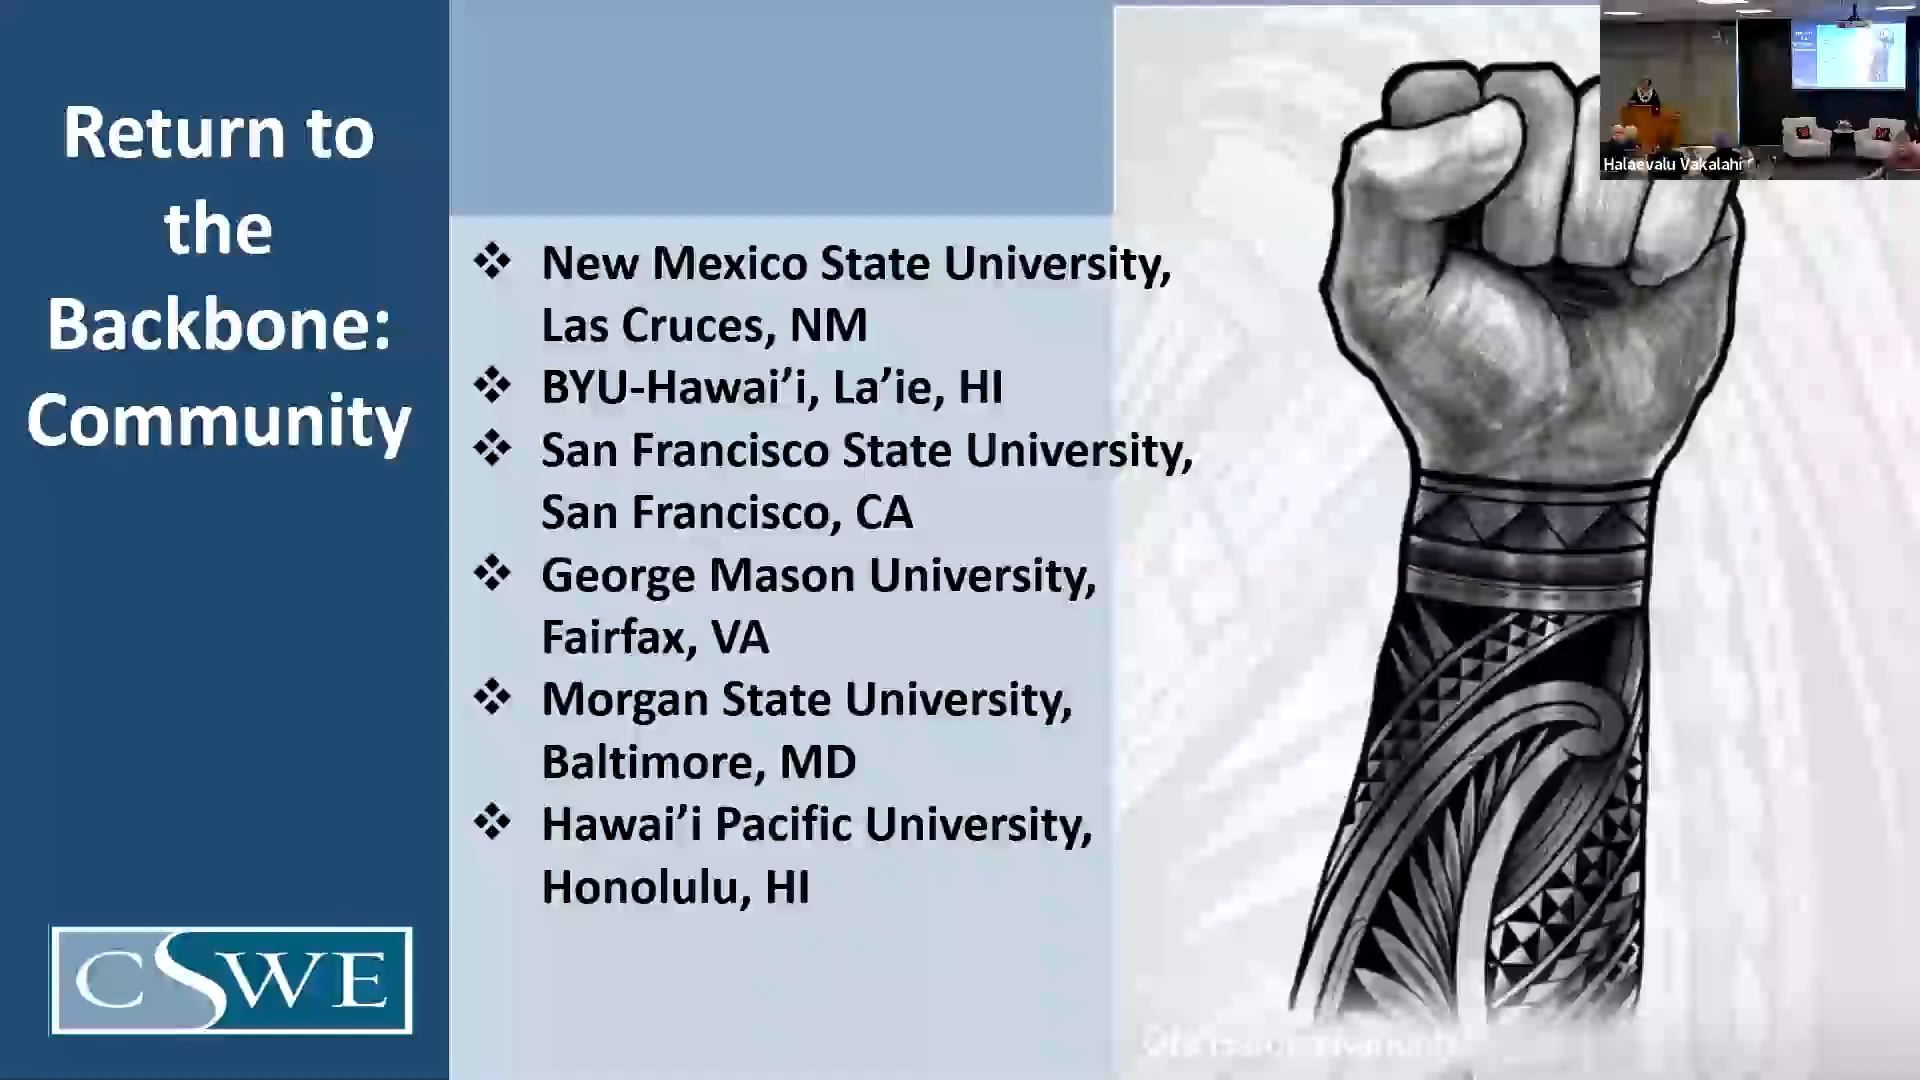 Return to
the
Backbone:
Community
❖ New Mexico State University,
Las Cruces, NM
❖ BYU-Hawai’i, La’ie, HI
❖ San Francisco State University,
San Francisco, CA
❖ George Mason University,
Fairfax, VA
❖ Morgan State University,
Baltimore, MD
❖ Hawai’i Pacific University,
Honolulu, HI
CSWE
Halaevalu Vakalahi